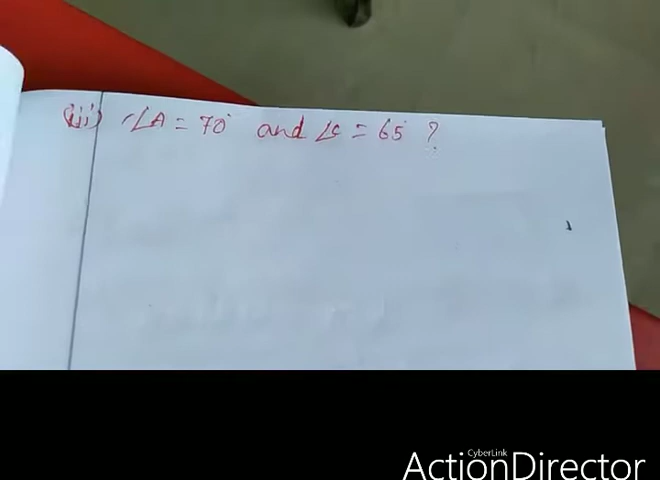 (iii) ∠A = 70° and ∠C = 65° ?
CyberLink
ActionDirector